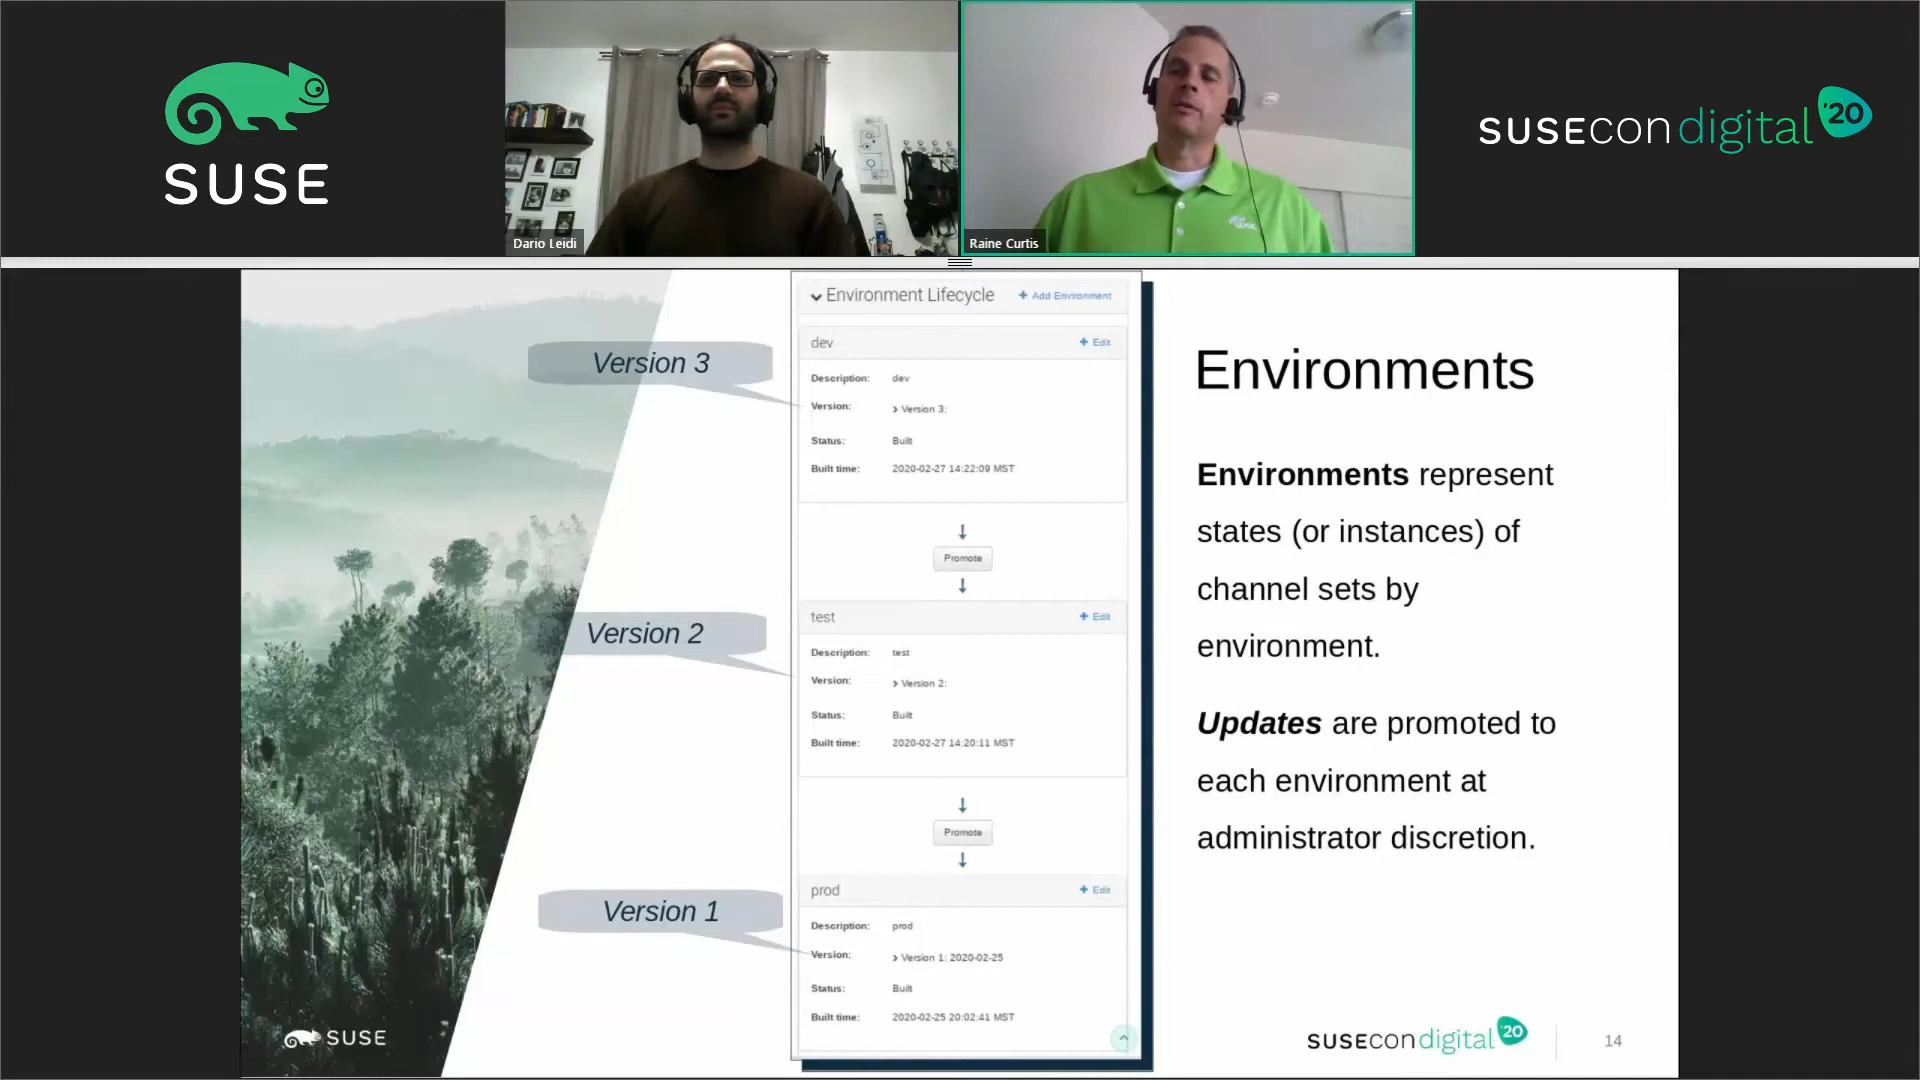 SUSE
Dario Leidi
Raine Curtis
SUSE
susecon digital '20
Version 3
Version 2
Version 1
Environment Lifecycle
Add Environment
dev
Edit
Description: dev
Version: Version 3:
Status: Built
Built time: 2020-02-27 14:22:09 MST
Promote
test
Edit
Description: test
Version: Version 2:
Status: Built
Built time: 2020-02-27 14:20:11 MST
Promote
prod
Edit
Description: prod
Version: Version 1: 2020-02-25
Status: Built
Built time: 2020-02-25 20:02:41 MST
Environments
Environments represent
states (or instances) of
channel sets by
environment.
Updates are promoted to
each environment at
administrator discretion.
SUSE
susecon digital '20
14